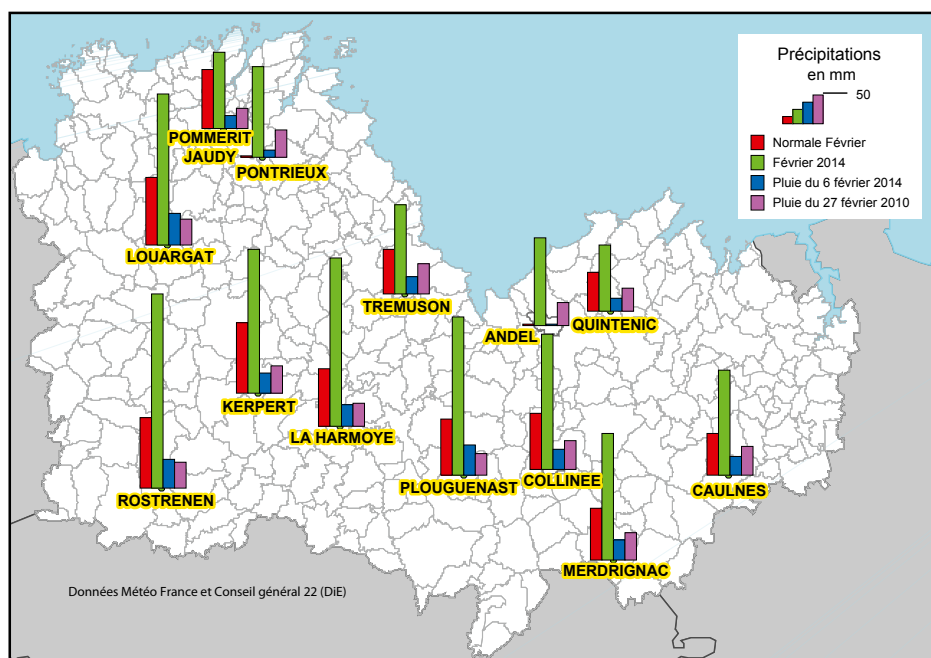 Précipitations
en mm
50
Normale Février
Février 2014
Pluie du 6 février 2014
Pluie du 27 février 2010
POMMERIT
JAUDY
PONTRIEUX
LOUARGAT
TREMUSON
ANDEL
QUINTENIC
KERPERT
LA HARMOYE
ROSTRENEN
PLOUGUENAST
COLLINEE
CAULNES
MERDRIGNAC
Données Météo France et Conseil général 22 (DiE)